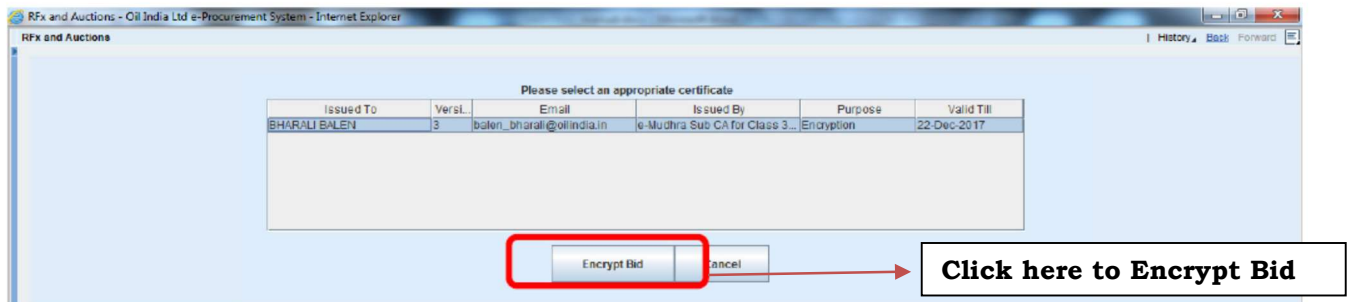 RFx and Auctions - Oil India Ltd e-Procurement System - Internet Explorer
RFx and Auctions
| History Back Forward
Please select an appropriate certificate
Issued To Versi... Email Issued By Purpose Valid Till
BHARALI BALEN 3 balen_bharali@oilindia.in e-Mudhra Sub CA for Class 3... Encryption 22-Dec-2017
Encrypt Bid Cancel
Click here to Encrypt Bid